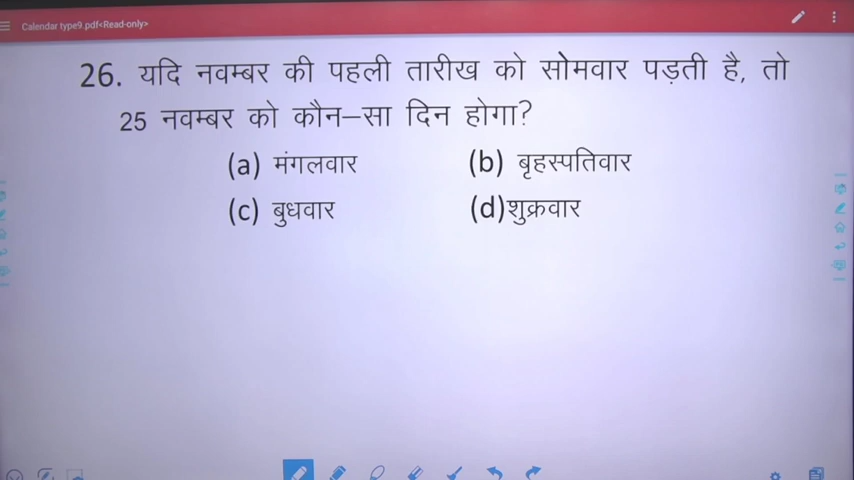 Calendar type9.pdf<Read-only>
26. यदि नवम्बर की पहली तारीख को सोमवार पड़ती है, तो
25 नवम्बर को कौन–सा दिन होगा?
(a) मंगलवार (b) बृहस्पतिवार
(c) बुधवार (d)शुक्रवार